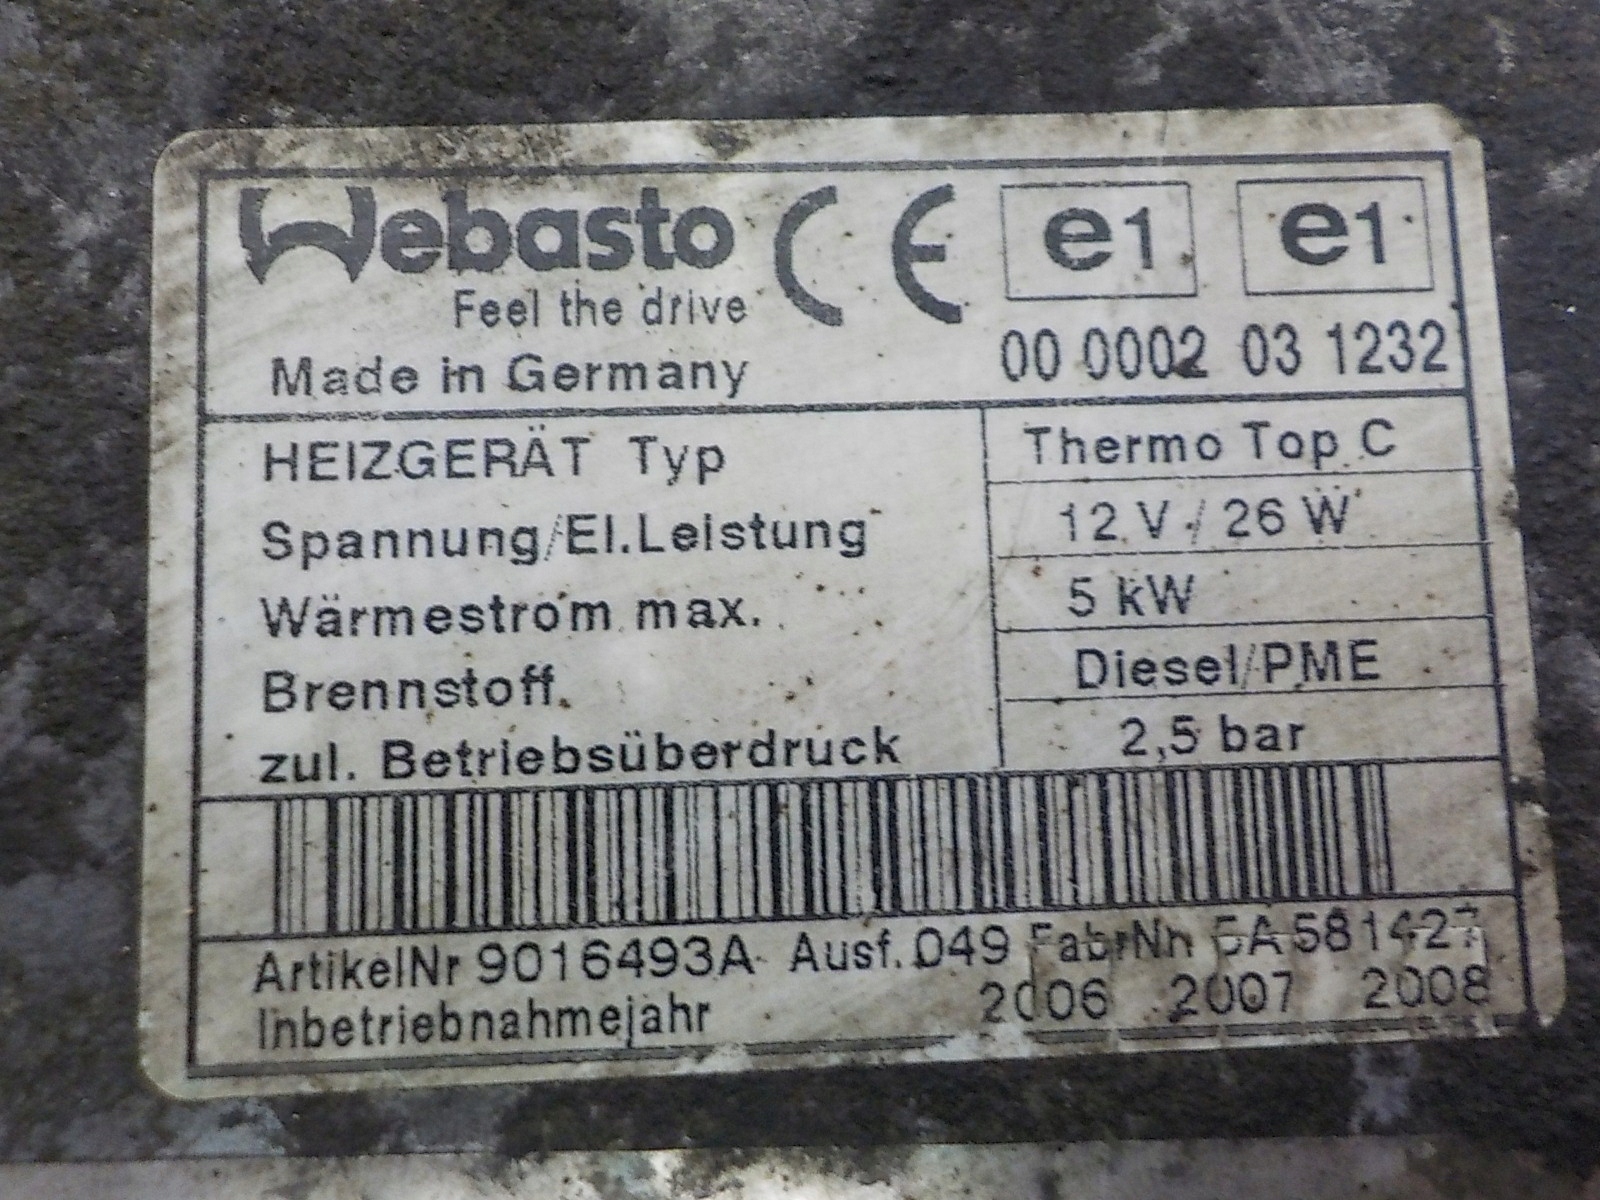 Webasto CE e1 e1
Feel the drive
00 0002 03 1232
Made in Germany
HEIZGERÄT Typ Thermo Top C
Spannung/El.Leistung 12 V / 26 W
Wärmestrom max. 5 kW
Brennstoff. Diesel/PME
zul. Betriebsüberdruck 2,5 bar
ArtikelNr 9016493A Ausf. 049 FabrNr 5A581427
Inbetriebnahmejahr 2006 2007 2008